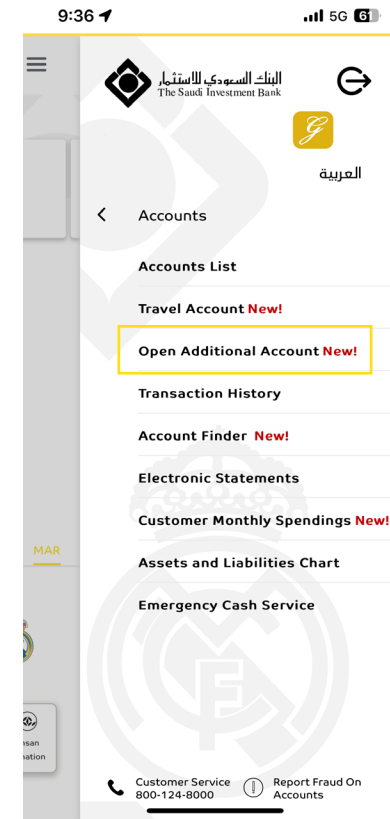 9:36
5G 61
البنك السعودي للاستثمار
The Saudi Investment Bank
العربية
Accounts
Accounts List
Travel Account New!
Open Additional Account New!
Transaction History
Account Finder New!
Electronic Statements
Customer Monthly Spendings New!
MAR
Assets and Liabilities Chart
Emergency Cash Service
Customer Service
800-124-8000
Report Fraud On
Accounts